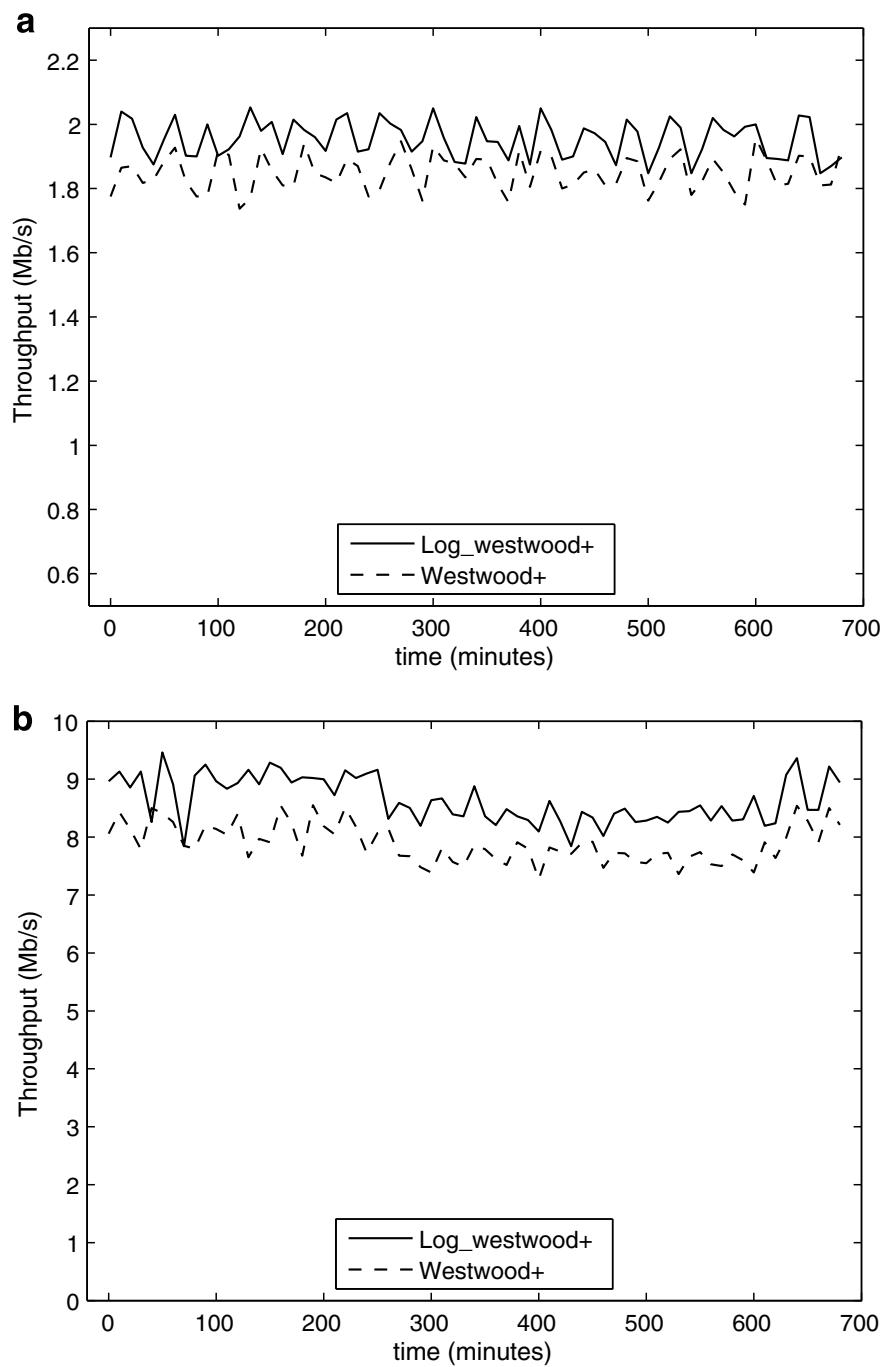 a
2.2
2
1.8
1.6
1.4
1.2
1
0.8
0.6
Throughput (Mb/s)
Log_westwood+
Westwood+
0 100 200 300 400 500 600 700
time (minutes)
b
10
9
8
7
6
5
4
3
2
1
0
Throughput (Mb/s)
Log_westwood+
Westwood+
0 100 200 300 400 500 600 700
time (minutes)